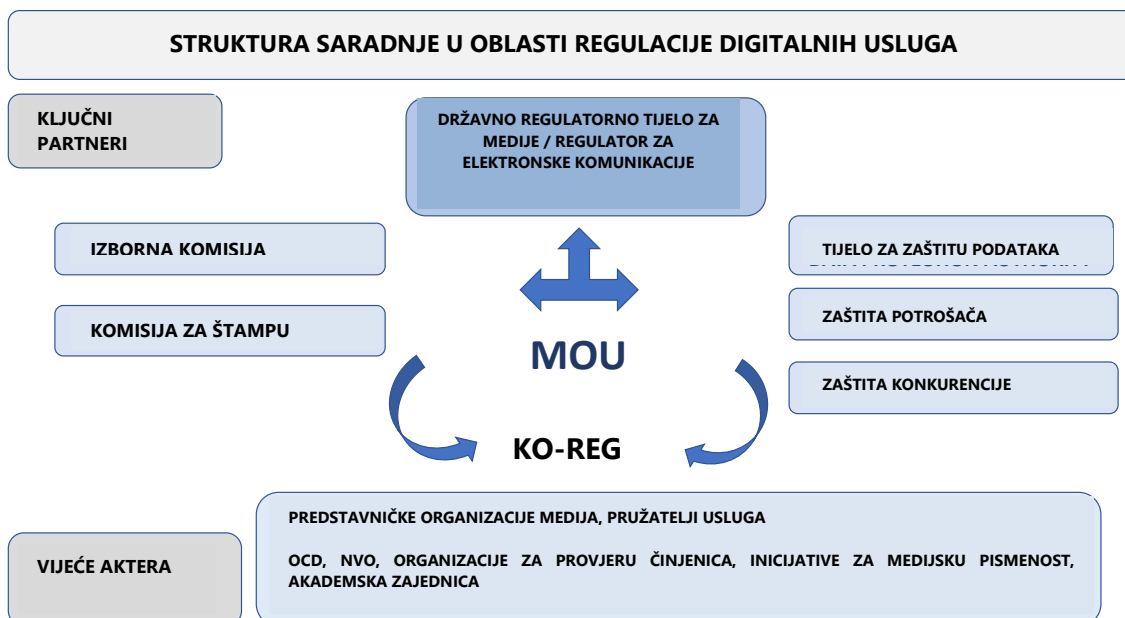 STRUKTURA SARADNJE U OBLASTI REGULACIJE DIGITALNIH USLUGA
KLJUČNI
PARTNERI
DRŽAVNO REGULATORNO TIJELO ZA
MEDIJE / REGULATOR ZA
ELEKTRONSKE KOMUNIKACIJE
IZBORNA KOMISIJA
KOMISIJA ZA ŠTAMPU
TIJELO ZA ZAŠTITU PODATAKA
ZAŠTITA POTROŠAČA
ZAŠTITA KONKURENCIJE
MOU
KO-REG
VIJEĆE AKTERA
PREDSTAVNIČKE ORGANIZACIJE MEDIJA, PRUŽATELJI USLUGA
OCD, NVO, ORGANIZACIJE ZA PROVJERU ČINJENICA, INICIJATIVE ZA MEDIJSKU PISMENOST,
AKADEMSKA ZAJEDNICA